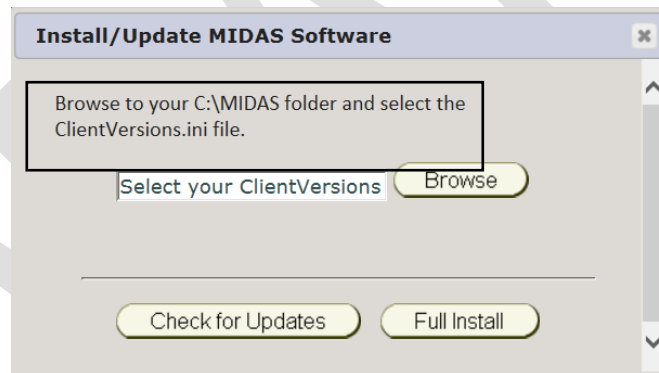 Install/Update MIDAS Software
Browse to your C:\MIDAS folder and select the
ClientVersions.ini file.
Select your ClientVersions
Browse
Check for Updates
Full Install